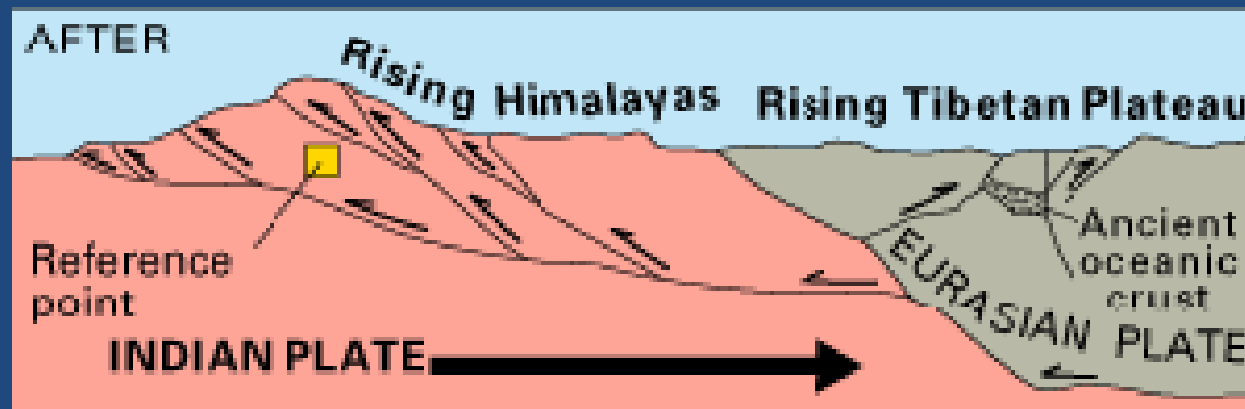 AFTER
Rising Himalayas
Rising Tibetan Plateau
Reference
point
Ancient
oceanic
crust
EURASIAN PLATE
INDIAN PLATE